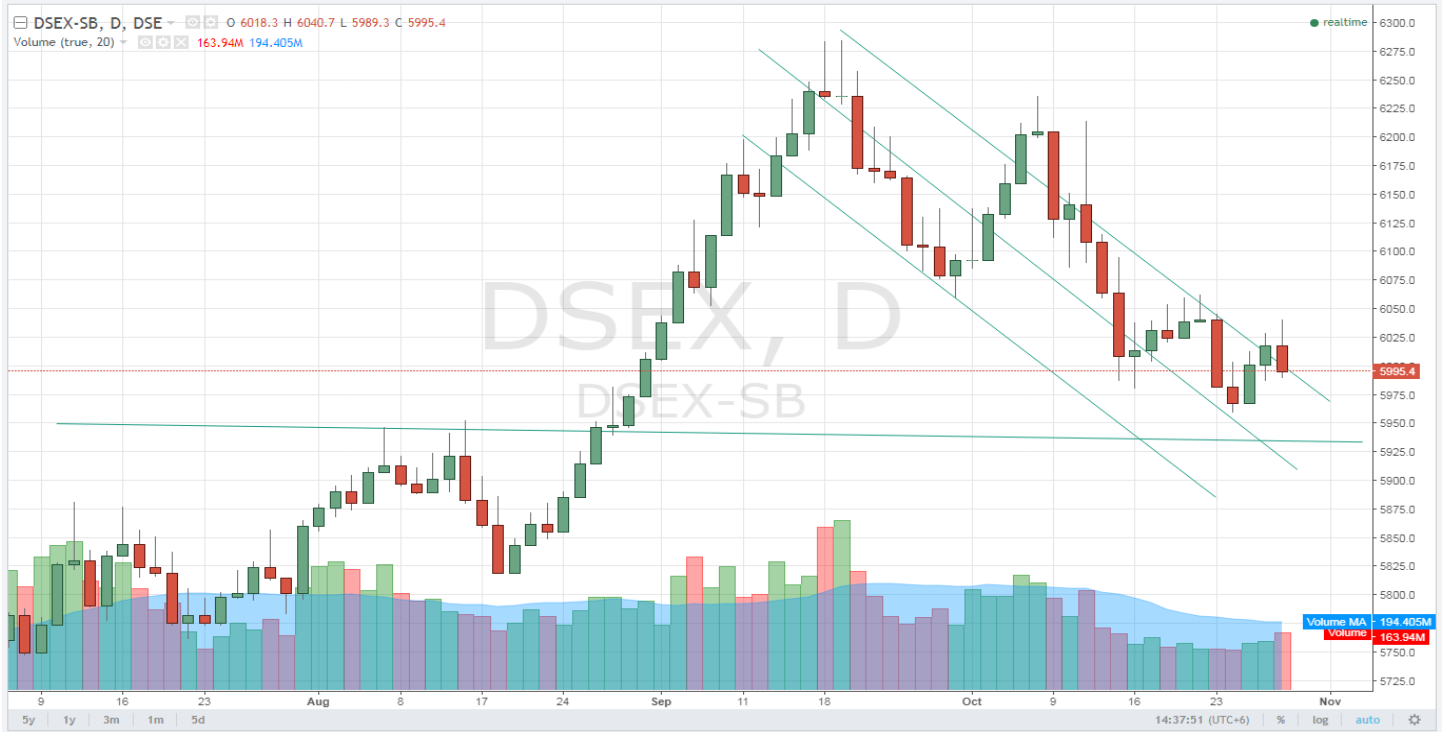 DSEX-SB, D, DSE O 6018.3 H 6040.7 L 5989.3 C 5995.4
realtime
Volume (true, 20) 163.94M 194.405M
6300.0
6275.0
6250.0
6225.0
6200.0
6175.0
6150.0
6125.0
6100.0
6075.0
6050.0
6025.0
5995.4
5975.0
5950.0
5925.0
5900.0
5875.0
5850.0
5825.0
5800.0
Volume MA 194.405M
Volume 163.94M
5750.0
5725.0
DSEX, D
DSEX-SB
9 16 23 Aug 8 17 24 Sep 11 18 Oct 9 16 23 Nov
5y 1y 3m 1m 5d 14:37:51 (UTC+6) % log auto